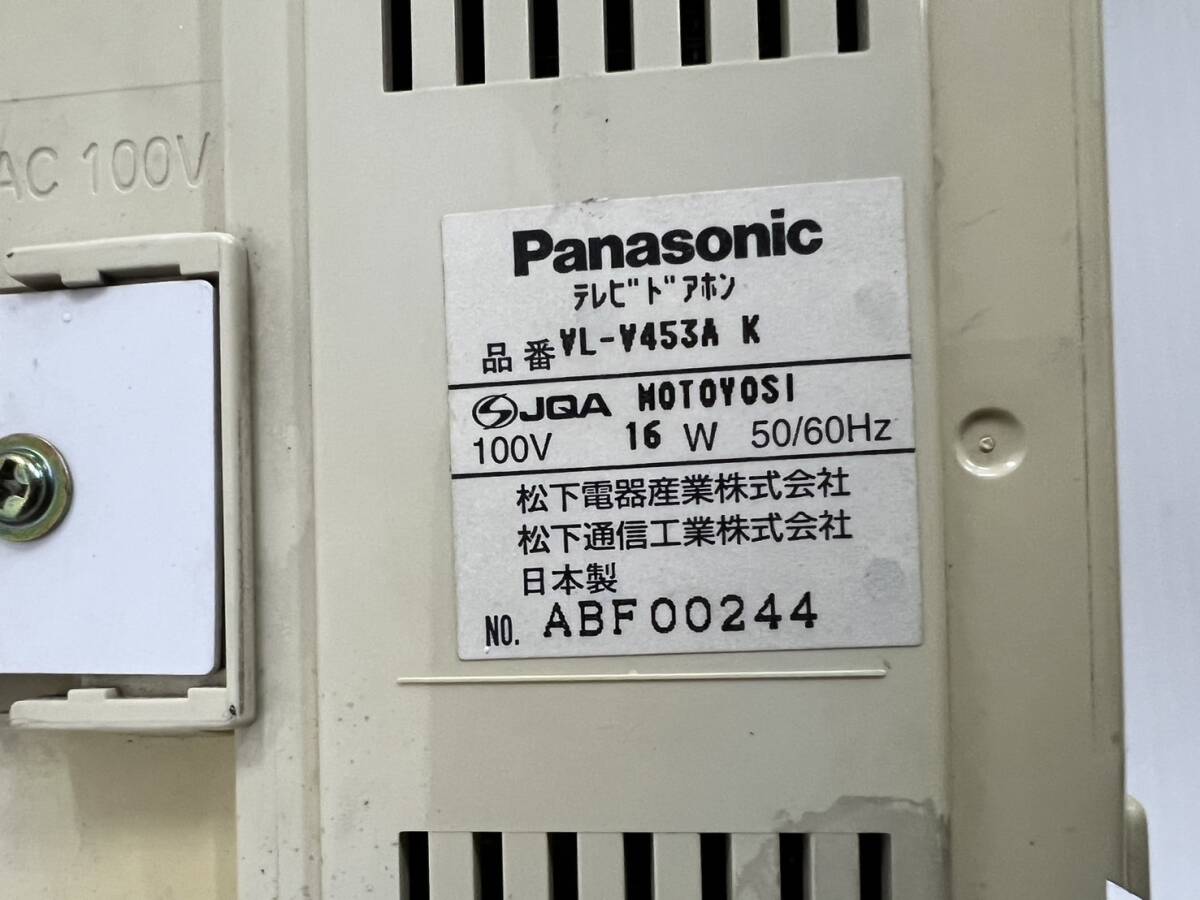 AC 100V
Panasonic
テレビドアホン
品番 VL-V453A K
JQA MOTOYOSI
100V 16 W 50/60Hz
松下電器産業株式会社
松下通信工業株式会社
日本製
NO. ABF00244